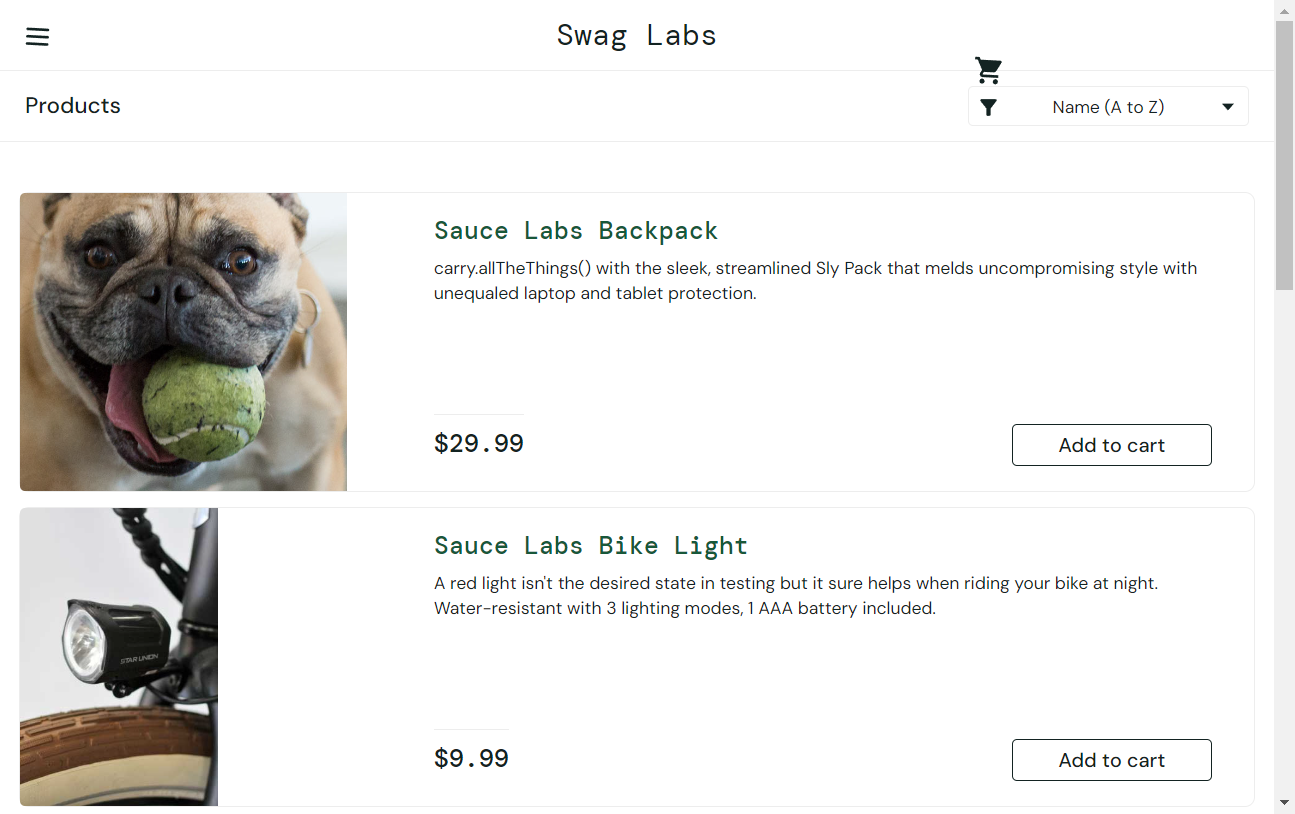 Swag Labs
Products
Name (A to Z)
Sauce Labs Backpack
carry.allTheThings() with the sleek, streamlined Sly Pack that melds uncompromising style with
unequaled laptop and tablet protection.
$29.99
Add to cart
Sauce Labs Bike Light
A red light isn't the desired state in testing but it sure helps when riding your bike at night.
Water-resistant with 3 lighting modes, 1 AAA battery included.
STAR UNION
$9.99
Add to cart